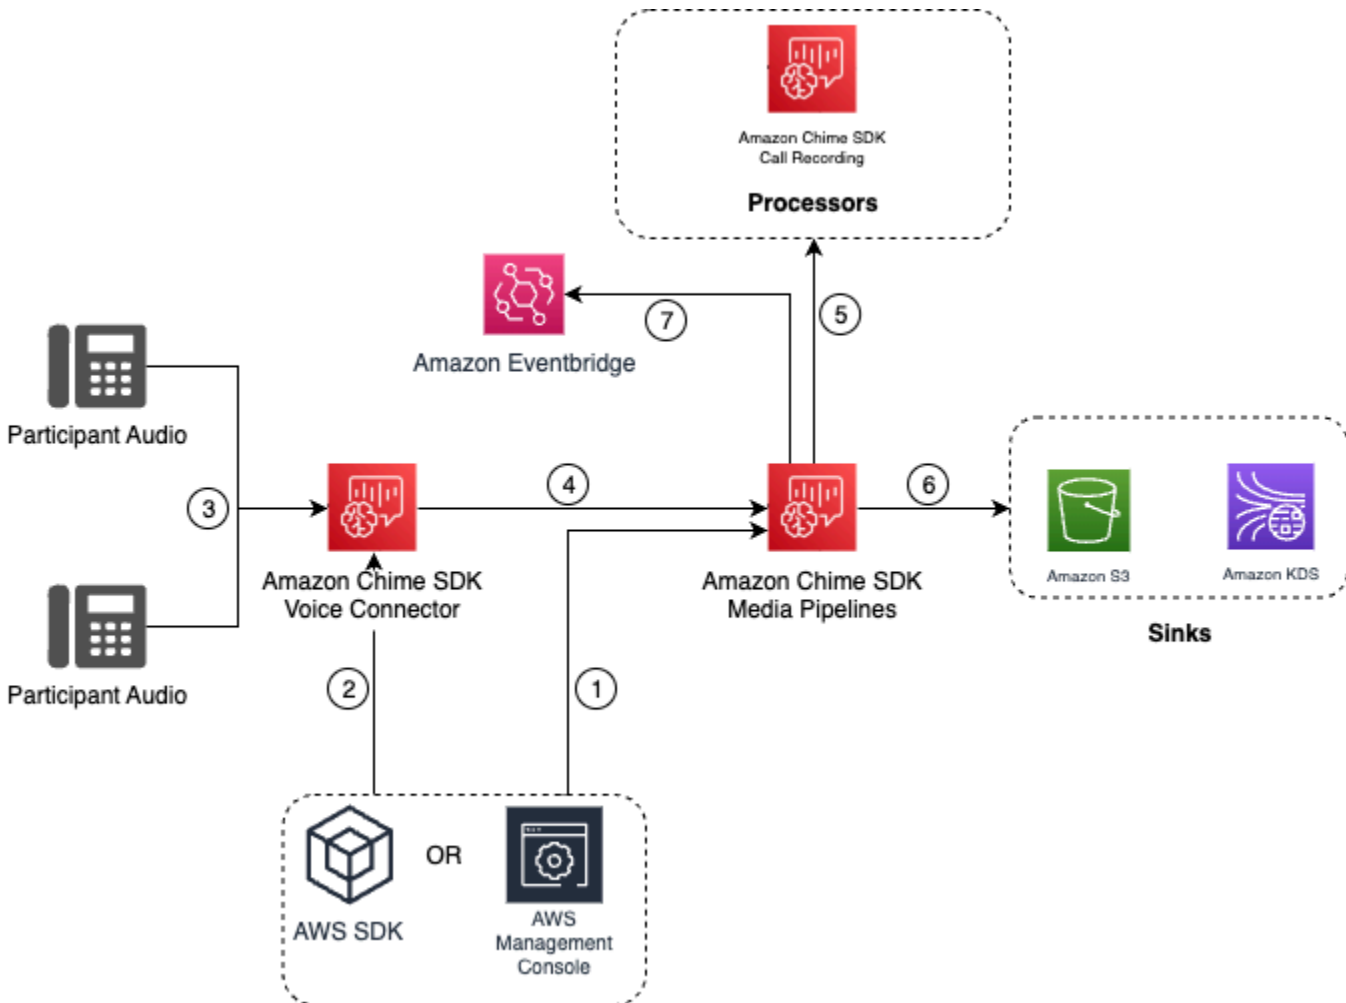 Amazon Chime SDK
Call Recording
Processors
7
5
Amazon Eventbridge
Participant Audio
3
4
6
Amazon Chime SDK
Voice Connector
Amazon Chime SDK
Media Pipelines
Amazon S3
Amazon KDS
Sinks
Participant Audio
2
1
OR
AWS SDK
AWS
Management
Console